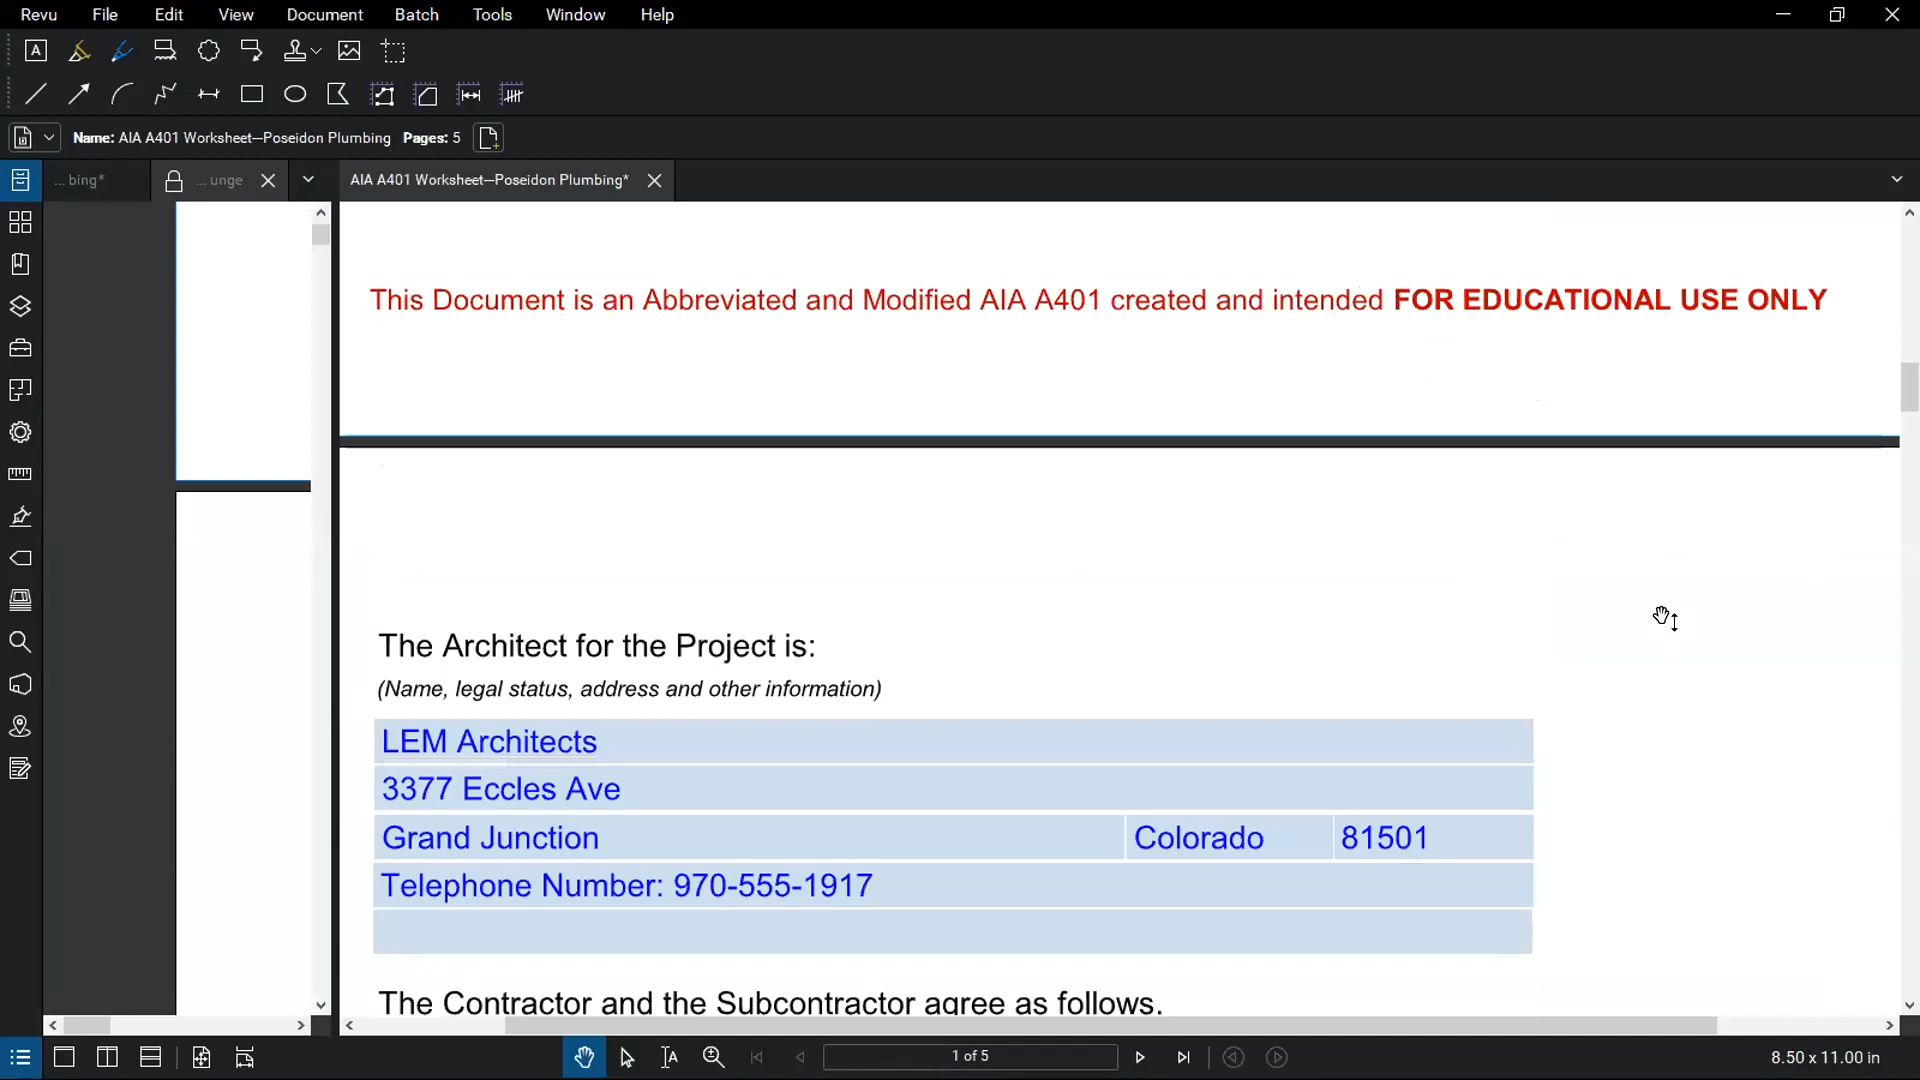 Revu File Edit View Document Batch Tools Window Help
Name: AIA A401 Worksheet—Poseidon Plumbing Pages: 5
... bing* ... unge AIA A401 Worksheet—Poseidon Plumbing*
This Document is an Abbreviated and Modified AIA A401 created and intended FOR EDUCATIONAL USE ONLY
The Architect for the Project is:
(Name, legal status, address and other information)
LEM Architects
3377 Eccles Ave
Grand Junction Colorado 81501
Telephone Number: 970-555-1917
The Contractor and the Subcontractor agree as follows.
1 of 5 8.50 x 11.00 in